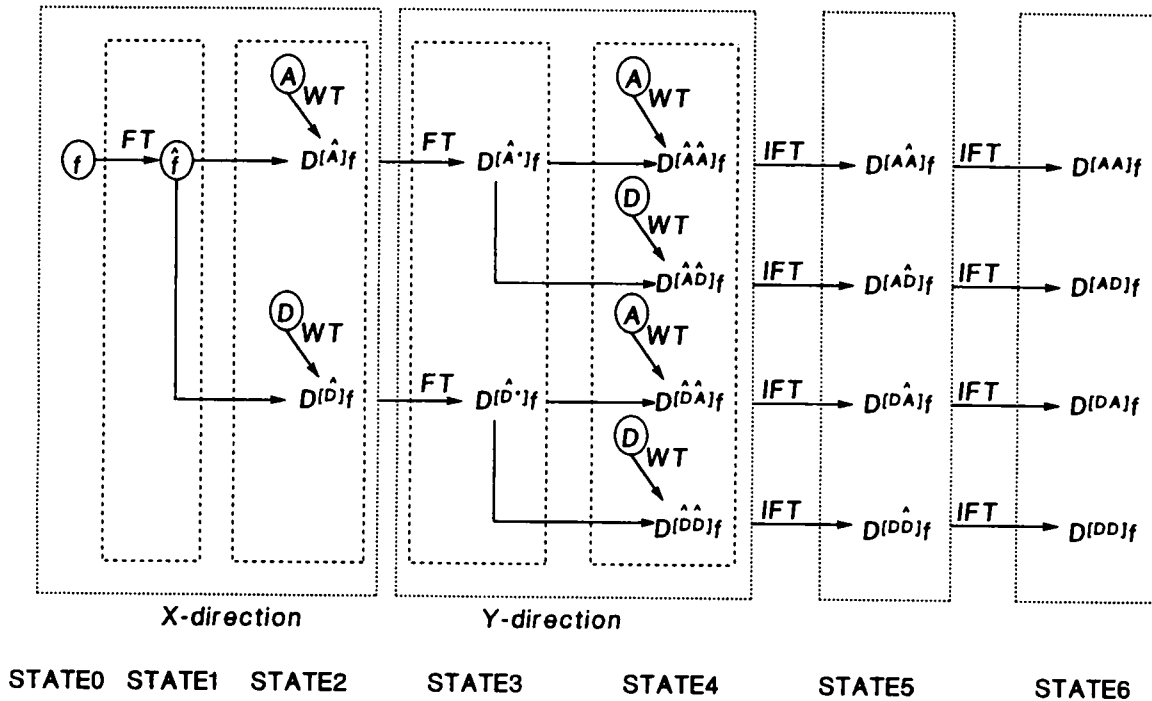 A WT A WT
f FT f̂ D[Â]f FT D[Â*]f D[ÂÂ]f IFT D[AÂ]f IFT D[AA]f
D WT
D[ÂD̂]f IFT D[AD̂]f IFT D[AD]f
D WT A WT
D[D̂]f FT D[D̂*]f D[D̂Â]f IFT D[DÂ]f IFT D[DA]f
D WT
D[D̂D̂]f IFT D[DD̂]f IFT D[DD]f
X-direction Y-direction
STATE0 STATE1 STATE2 STATE3 STATE4 STATE5 STATE6